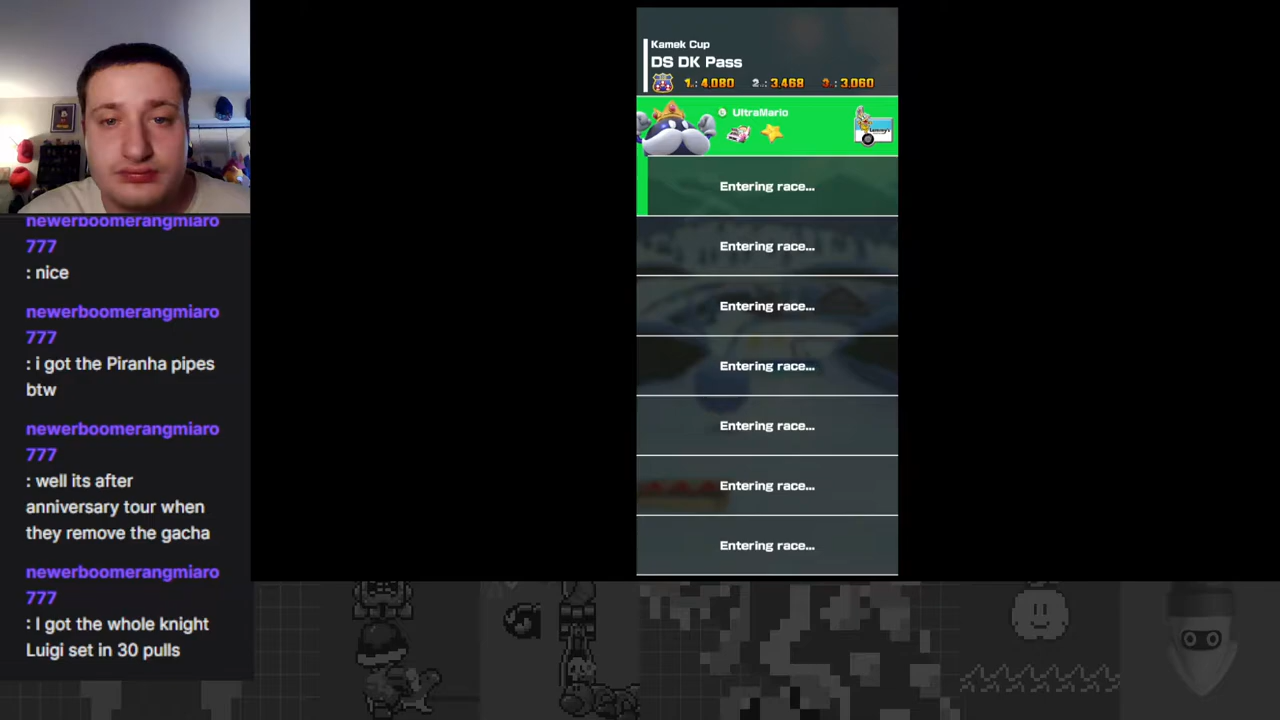 newerboomerangmiaro
777
: nice
newerboomerangmiaro
777
: i got the Piranha pipes
btw
newerboomerangmiaro
777
: well its after
anniversary tour when
they remove the gacha
newerboomerangmiaro
777
: I got the whole knight
Luigi set in 30 pulls
Kamek Cup
DS DK Pass
1st: 4,080 2nd: 3,468 3rd: 3,060
UltraMario
Entering race...
Entering race...
Entering race...
Entering race...
Entering race...
Entering race...
Entering race...